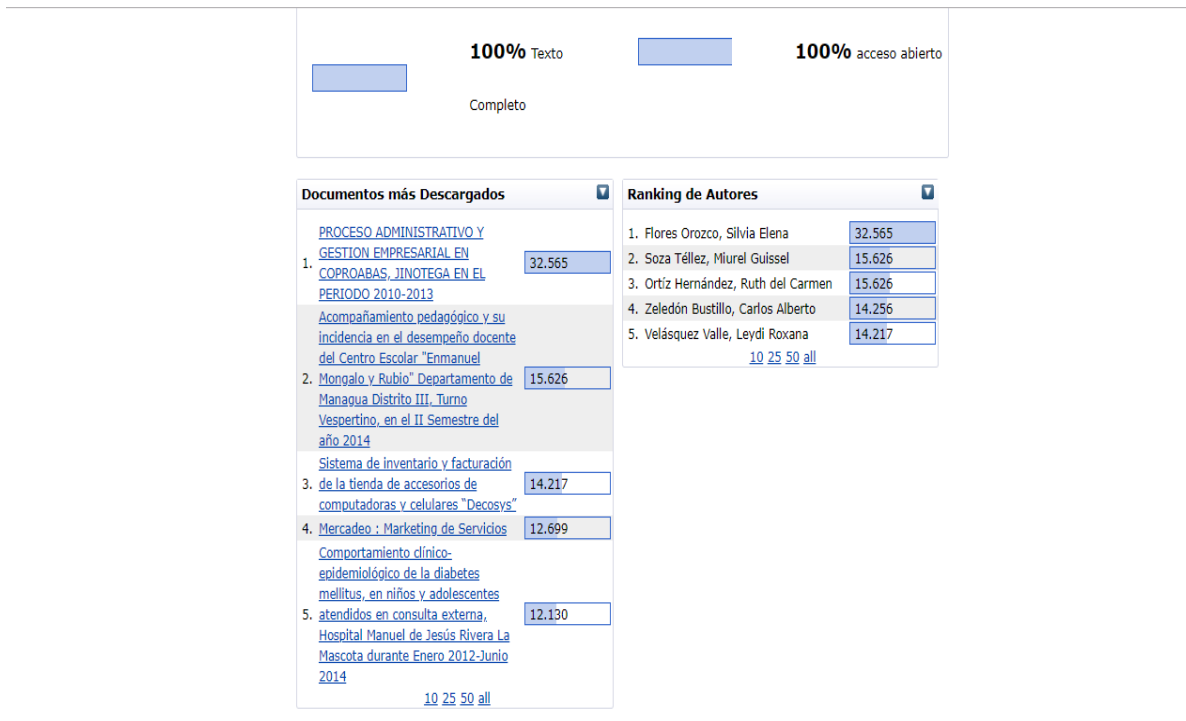 100% Texto
Completo
100% acceso abierto
Documentos más Descargados
1.
PROCESO ADMINISTRATIVO Y
GESTION EMPRESARIAL EN
COPROABAS, JINOTEGA EN EL
PERIODO 2010-2013
32.565
2.
Acompañamiento pedagógico y su
incidencia en el desempeño docente
del Centro Escolar "Enmanuel
Mongalo y Rubio" Departamento de
Managua Distrito III, Turno
Vespertino, en el II Semestre del
año 2014
15.626
3.
Sistema de inventario y facturación
de la tienda de accesorios de
computadoras y celulares “Decosys”
14.217
4. Mercadeo : Marketing de Servicios 12.699
5.
Comportamiento clínico-
epidemiológico de la diabetes
mellitus, en niños y adolescentes
atendidos en consulta externa,
Hospital Manuel de Jesús Rivera La
Mascota durante Enero 2012-Junio
2014
12.130
10 25 50 all
Ranking de Autores
1. Flores Orozco, Silvia Elena 32.565
2. Soza Téllez, Miurel Guissel 15.626
3. Ortíz Hernández, Ruth del Carmen 15.626
4. Zeledón Bustillo, Carlos Alberto 14.256
5. Velásquez Valle, Leydi Roxana 14.217
10 25 50 all